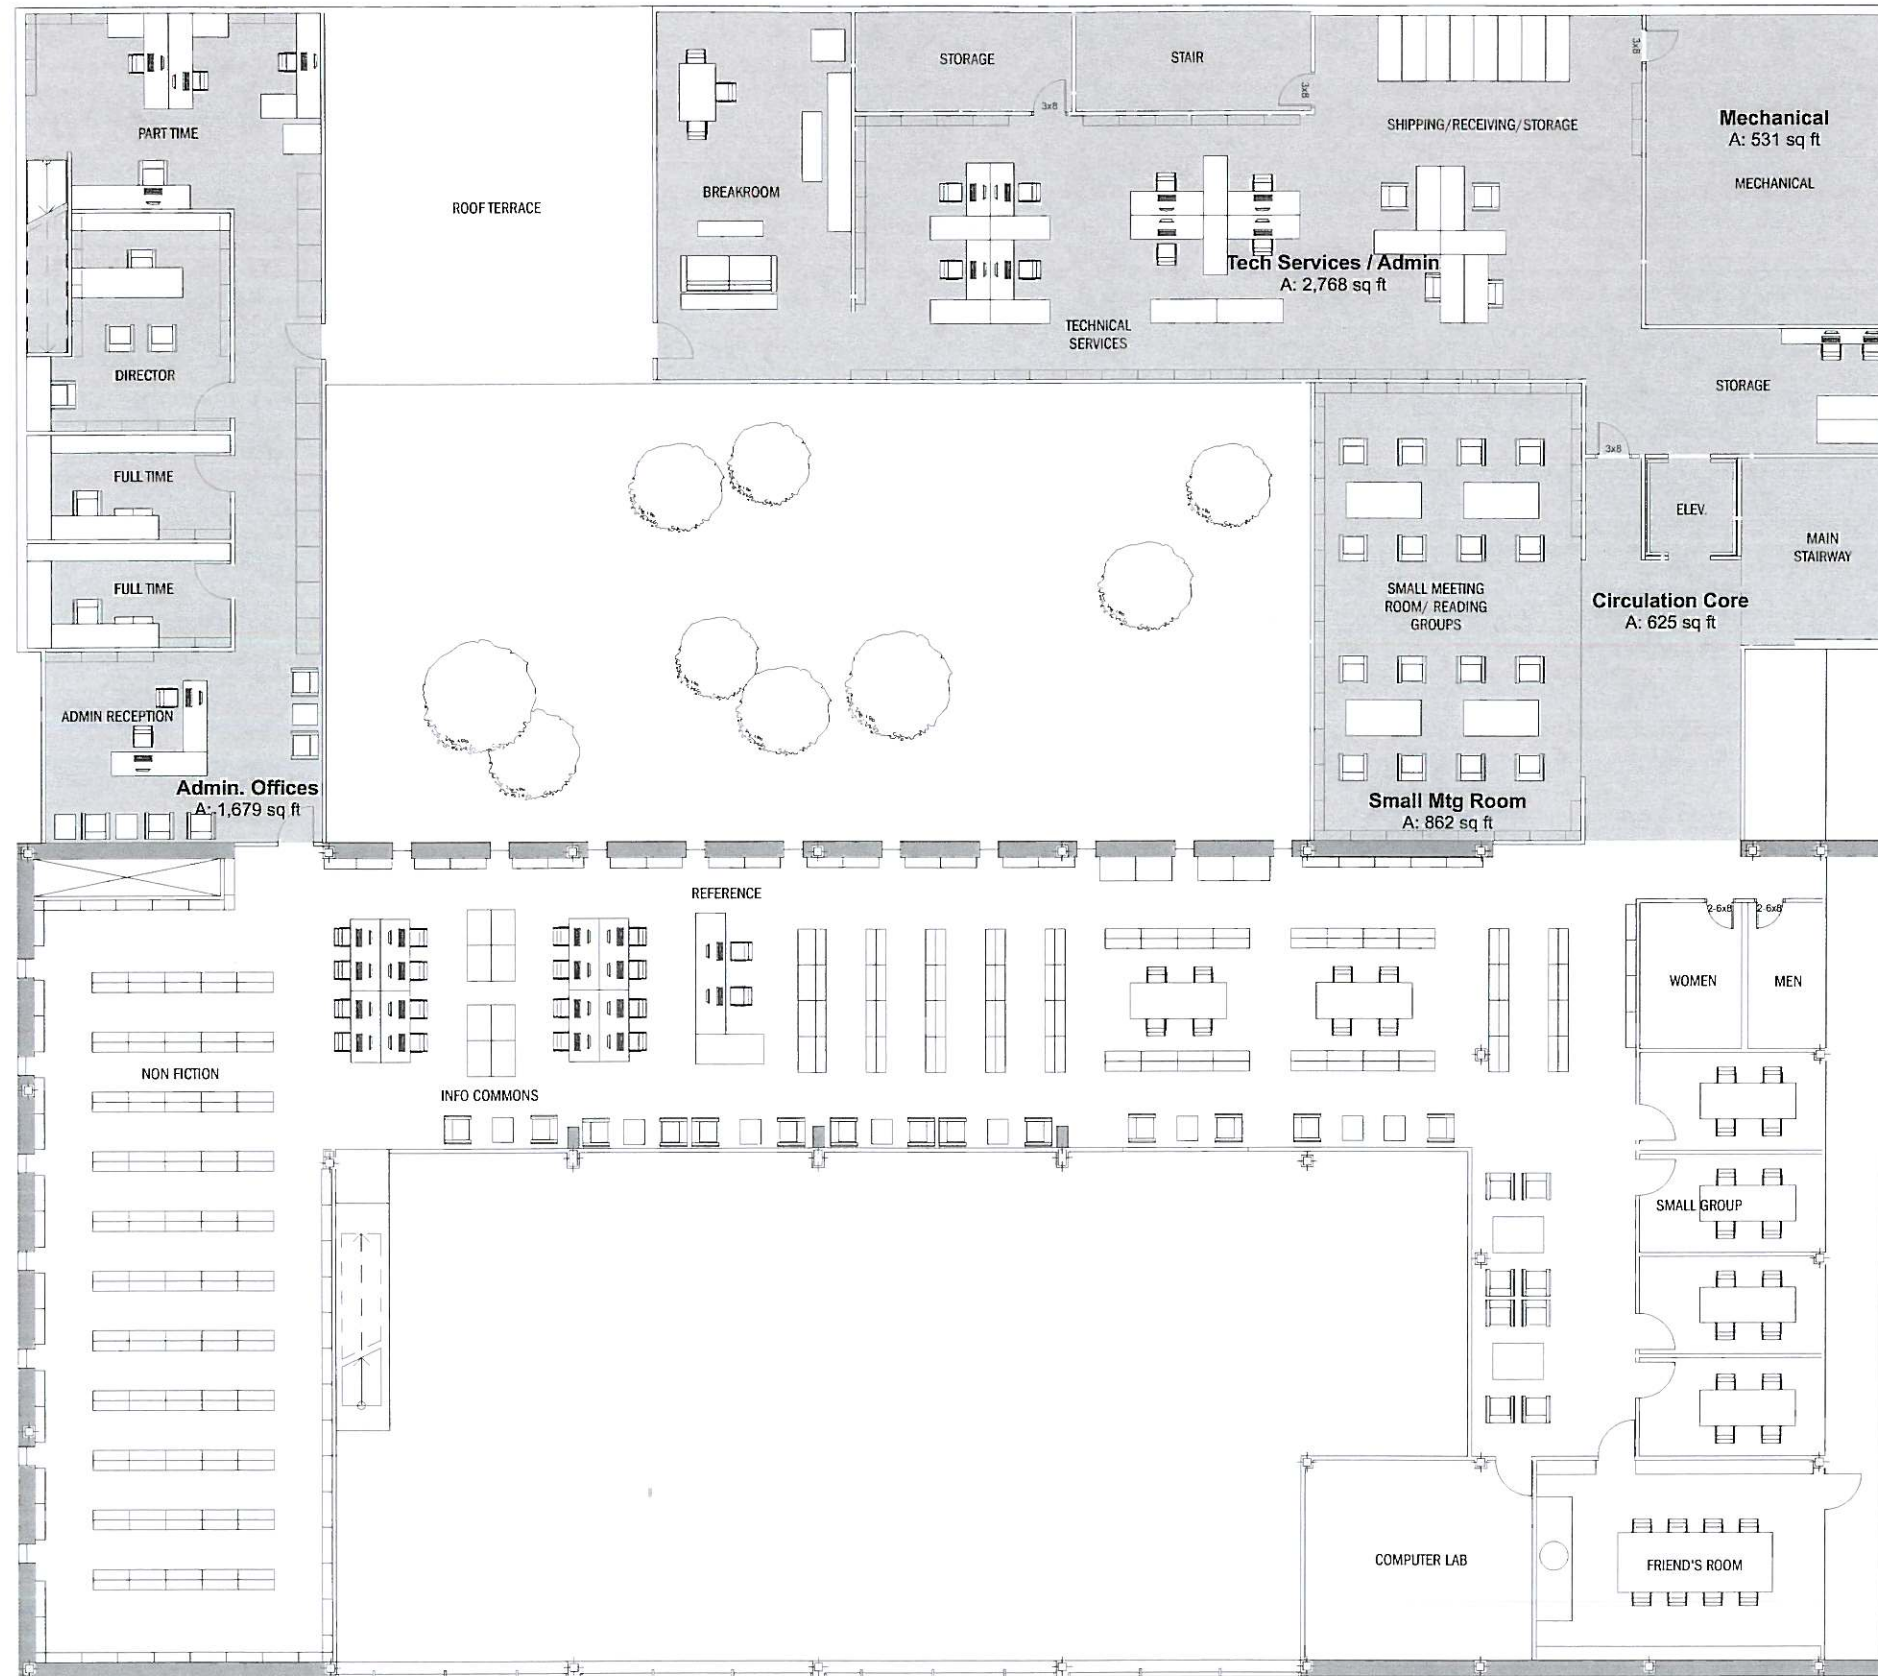 STORAGE
STAIR
3x8
3x8
3x8
PART TIME
SHIPPING/RECEIVING/STORAGE
Mechanical
A: 531 sq ft
MECHANICAL
BREAKROOM
ROOF TERRACE
Tech Services / Admin
A: 2,768 sq ft
TECHNICAL
SERVICES
DIRECTOR
STORAGE
3x8
FULL TIME
ELEV.
MAIN
STAIRWAY
FULL TIME
SMALL MEETING
ROOM/ READING
GROUPS
Circulation Core
A: 625 sq ft
ADMIN RECEPTION
Admin. Offices
A: 1,679 sq ft
Small Mtg Room
A: 862 sq ft
REFERENCE
2-6x8
2-6x8
WOMEN
MEN
NON FICTION
INFO COMMONS
SMALL GROUP
COMPUTER LAB
FRIEND'S ROOM